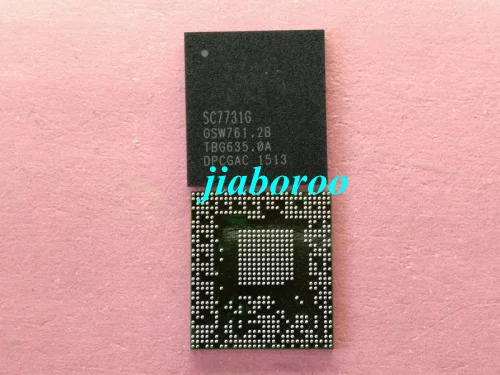 SC7731G
GSW761.2B
TBG635.0A
DPCGAC 1513
jiaboroo